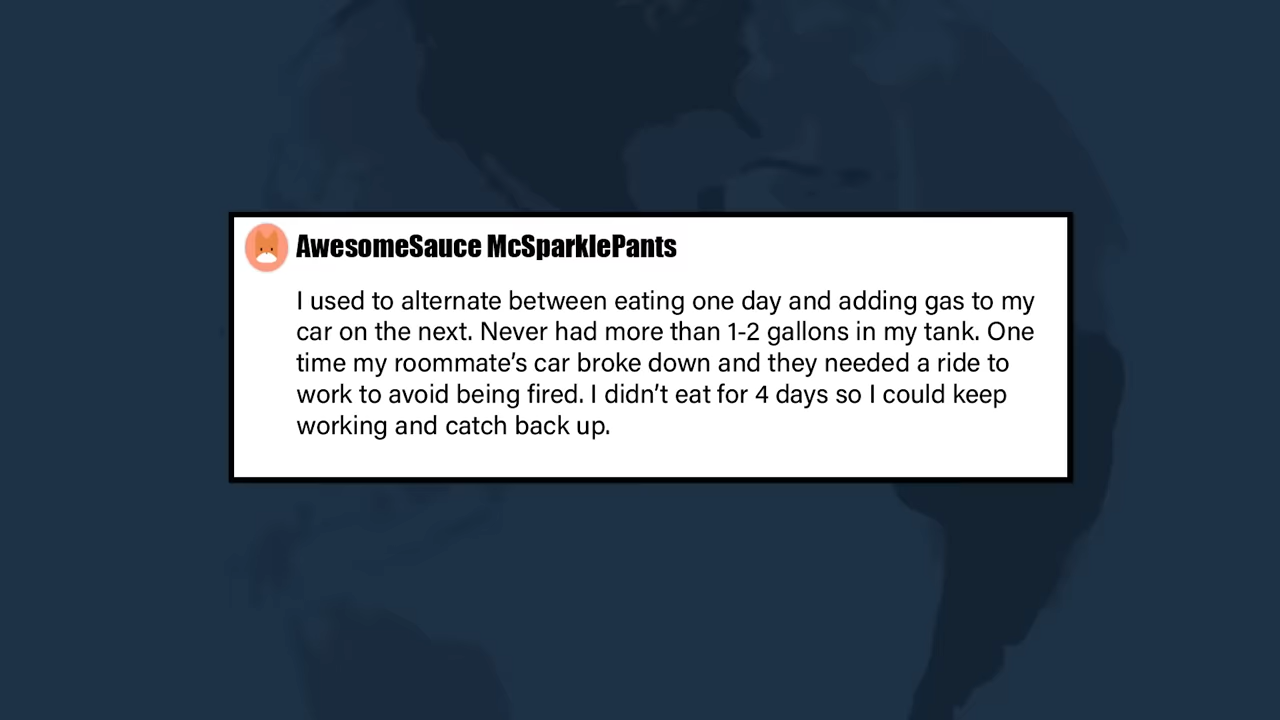 AwesomeSauce McSparklePants
I used to alternate between eating one day and adding gas to my
car on the next. Never had more than 1-2 gallons in my tank. One
time my roommate’s car broke down and they needed a ride to
work to avoid being fired. I didn’t eat for 4 days so I could keep
working and catch back up.